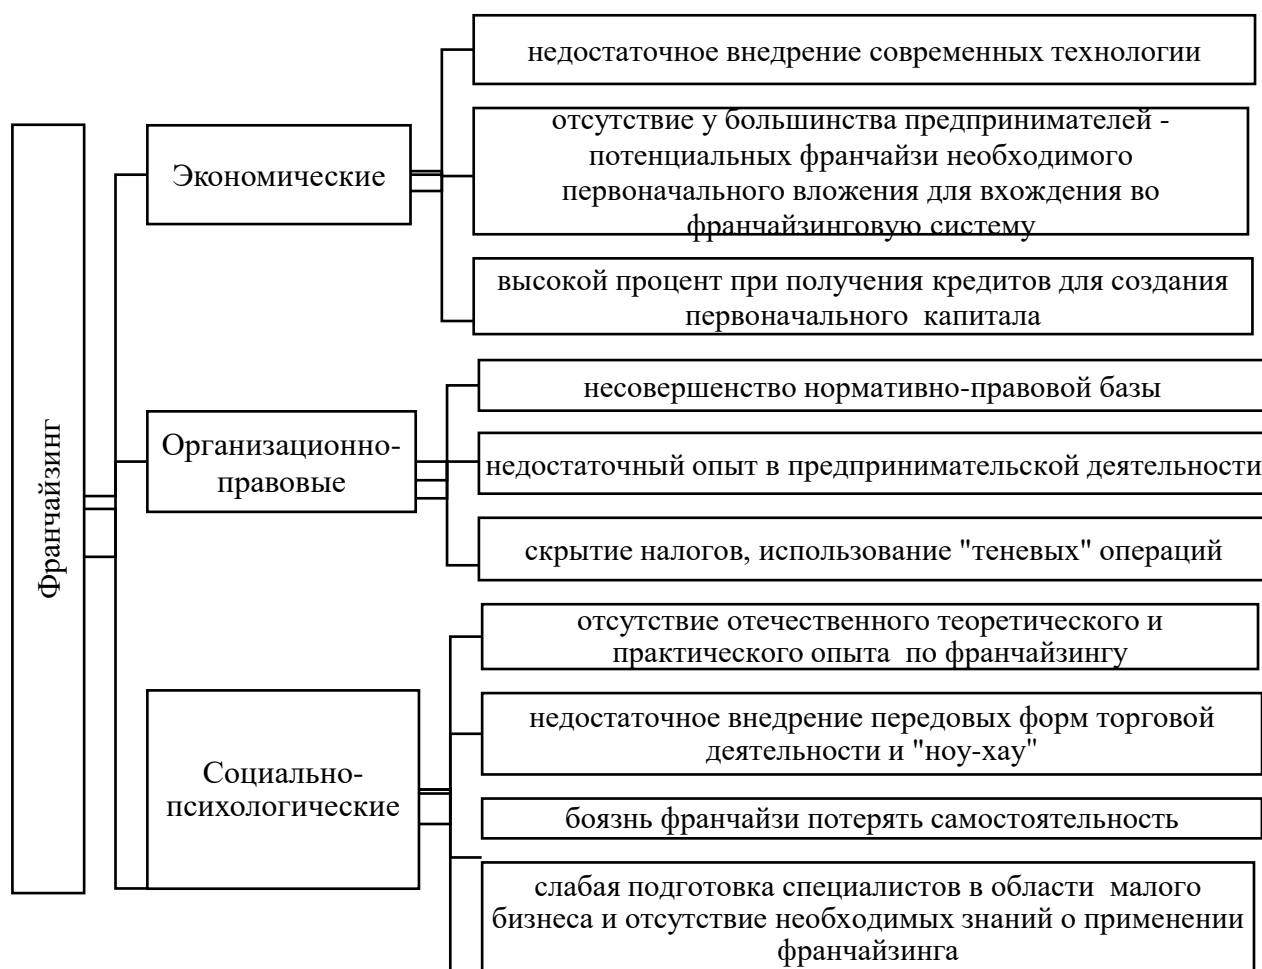 Франчайзинг
Экономические
недостаточное внедрение современных технологии
отсутствие у большинства предпринимателей -
потенциальных франчайзи необходимого
первоначального вложения для вхождения во
франчайзинговую систему
высокой процент при получения кредитов для создания
первоначального капитала
Организационно-
правовые
несовершенство нормативно-правовой базы
недостаточный опыт в предпринимательской деятельности
скрытие налогов, использование "теневых" операций
Социально-
психологические
отсутствие отечественного теоретического и
практического опыта по франчайзингу
недостаточное внедрение передовых форм торговой
деятельности и "ноу-хау"
боязнь франчайзи потерять самостоятельность
слабая подготовка специалистов в области малого
бизнеса и отсутствие необходимых знаний о применении
франчайзинга